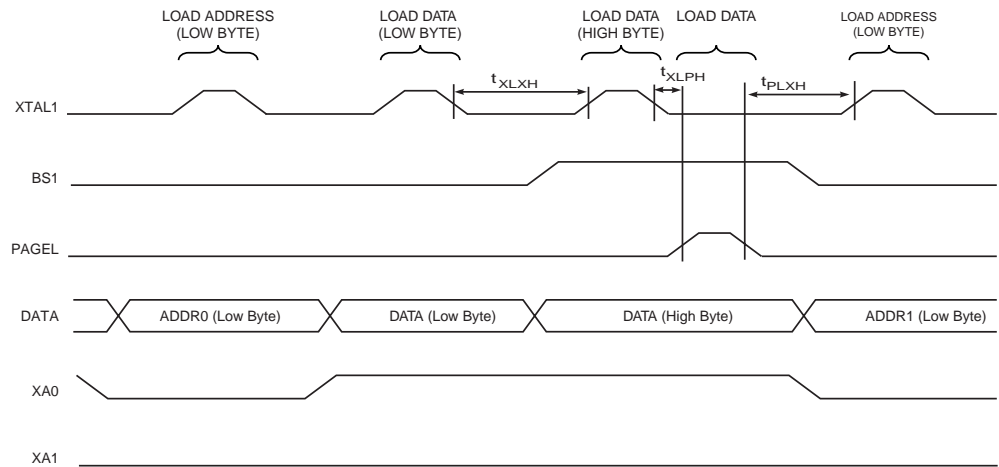 LOAD ADDRESS
(LOW BYTE)
LOAD DATA
(LOW BYTE)
LOAD DATA
(HIGH BYTE)
LOAD DATA
LOAD ADDRESS
(LOW BYTE)
tXLXH
tXLPH
tPLXH
XTAL1
BS1
PAGEL
DATA
ADDR0 (Low Byte)
DATA (Low Byte)
DATA (High Byte)
ADDR1 (Low Byte)
XA0
XA1